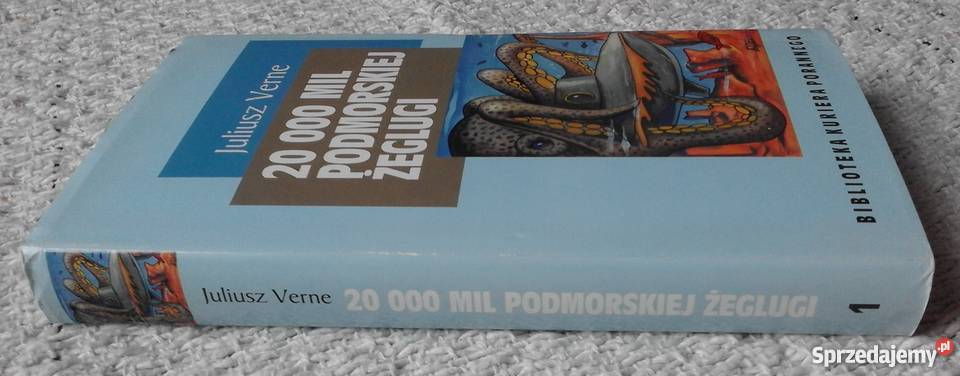 Juliusz Verne
20 000 MIL
PODMORSKIEJ
ŻEGLUGI
BIBLIOTEKA KURIERA PORANNEGO
Juliusz Verne 20 000 MIL PODMORSKIEJ ŻEGLUGI 1
Sprzedajemy.pl